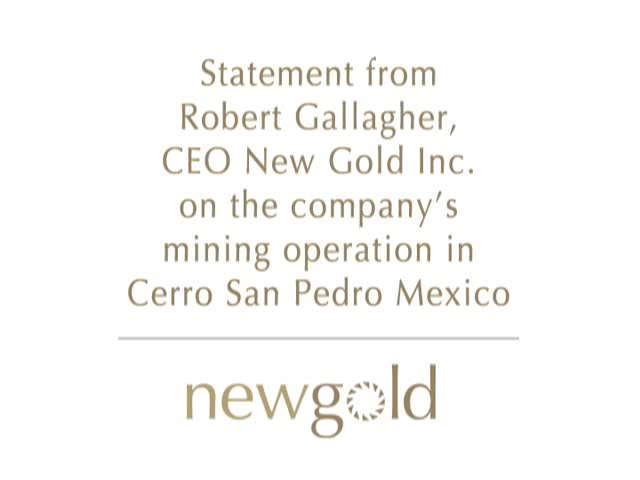 Statement from
Robert Gallagher,
CEO New Gold Inc.
on the company's
mining operation in
Cerro San Pedro Mexico
newgold